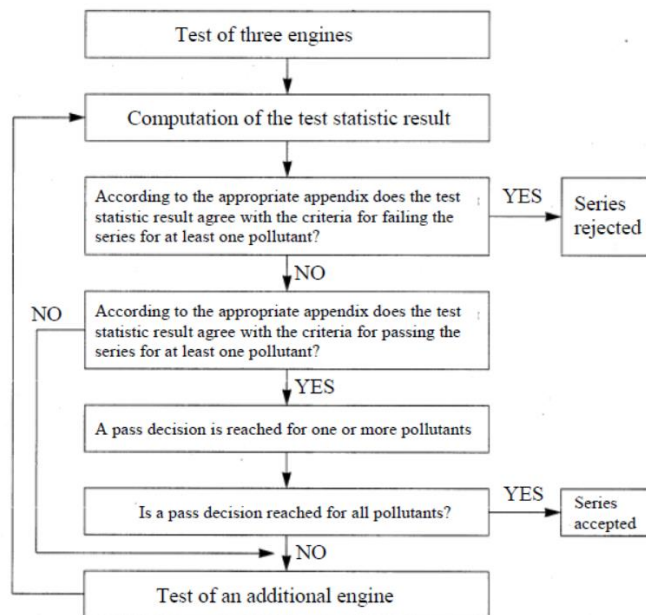 Test of three engines
Computation of the test statistic result
According to the appropriate appendix does the test
statistic result agree with the criteria for failing the
series for at least one pollutant?
YES
Series
rejected
NO
NO
According to the appropriate appendix does the test
statistic result agree with the criteria for passing the
series for at least one pollutant?
YES
A pass decision is reached for one or more pollutants
Is a pass decision reached for all pollutants?
YES
Series
accepted
NO
Test of an additional engine